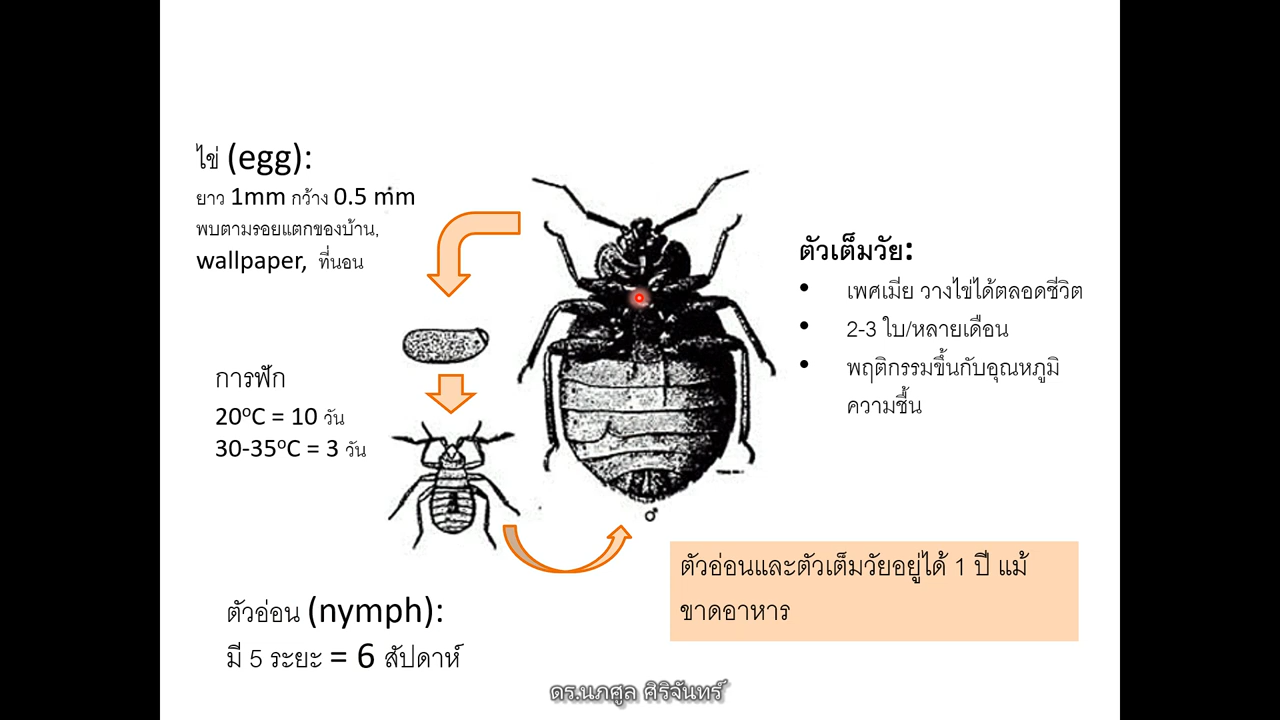 ไข่ (egg):
ยาว 1mm กว้าง 0.5 mm
พบตามรอยแตกของบ้าน,
wallpaper, ที่นอน
การฟัก
20ºC = 10 วัน
30-35ºC = 3 วัน
ตัวอ่อน (nymph):
มี 5 ระยะ = 6 สัปดาห์
ตัวเต็มวัย:
• เพศเมีย วางไข่ได้ตลอดชีวิต
• 2-3 ใบ/หลายเดือน
• พฤติกรรมขึ้นกับอุณหภูมิ
ความชื้น
♂
ตัวอ่อนและตัวเต็มวัยอยู่ได้ 1 ปี แม้
ขาดอาหาร
ดร.นภศูล ศิริจันทร์